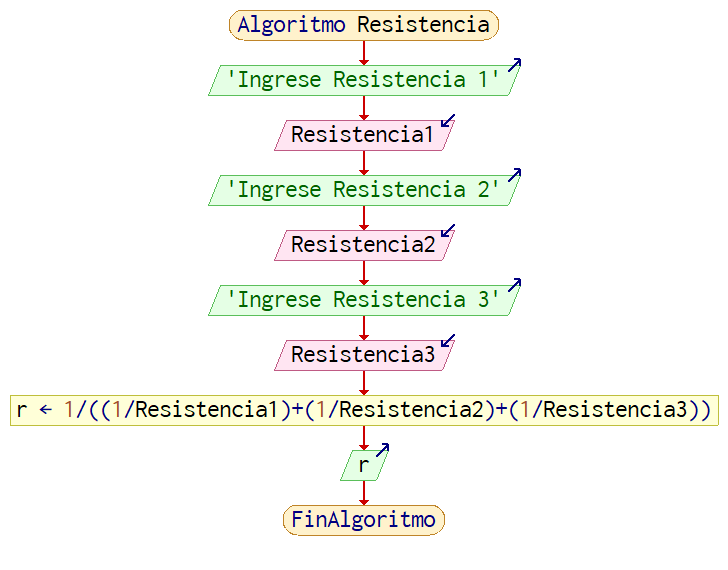 Algoritmo Resistencia
'Ingrese Resistencia 1'
Resistencia1
'Ingrese Resistencia 2'
Resistencia2
'Ingrese Resistencia 3'
Resistencia3
r ← 1/((1/Resistencia1)+(1/Resistencia2)+(1/Resistencia3))
r
FinAlgoritmo